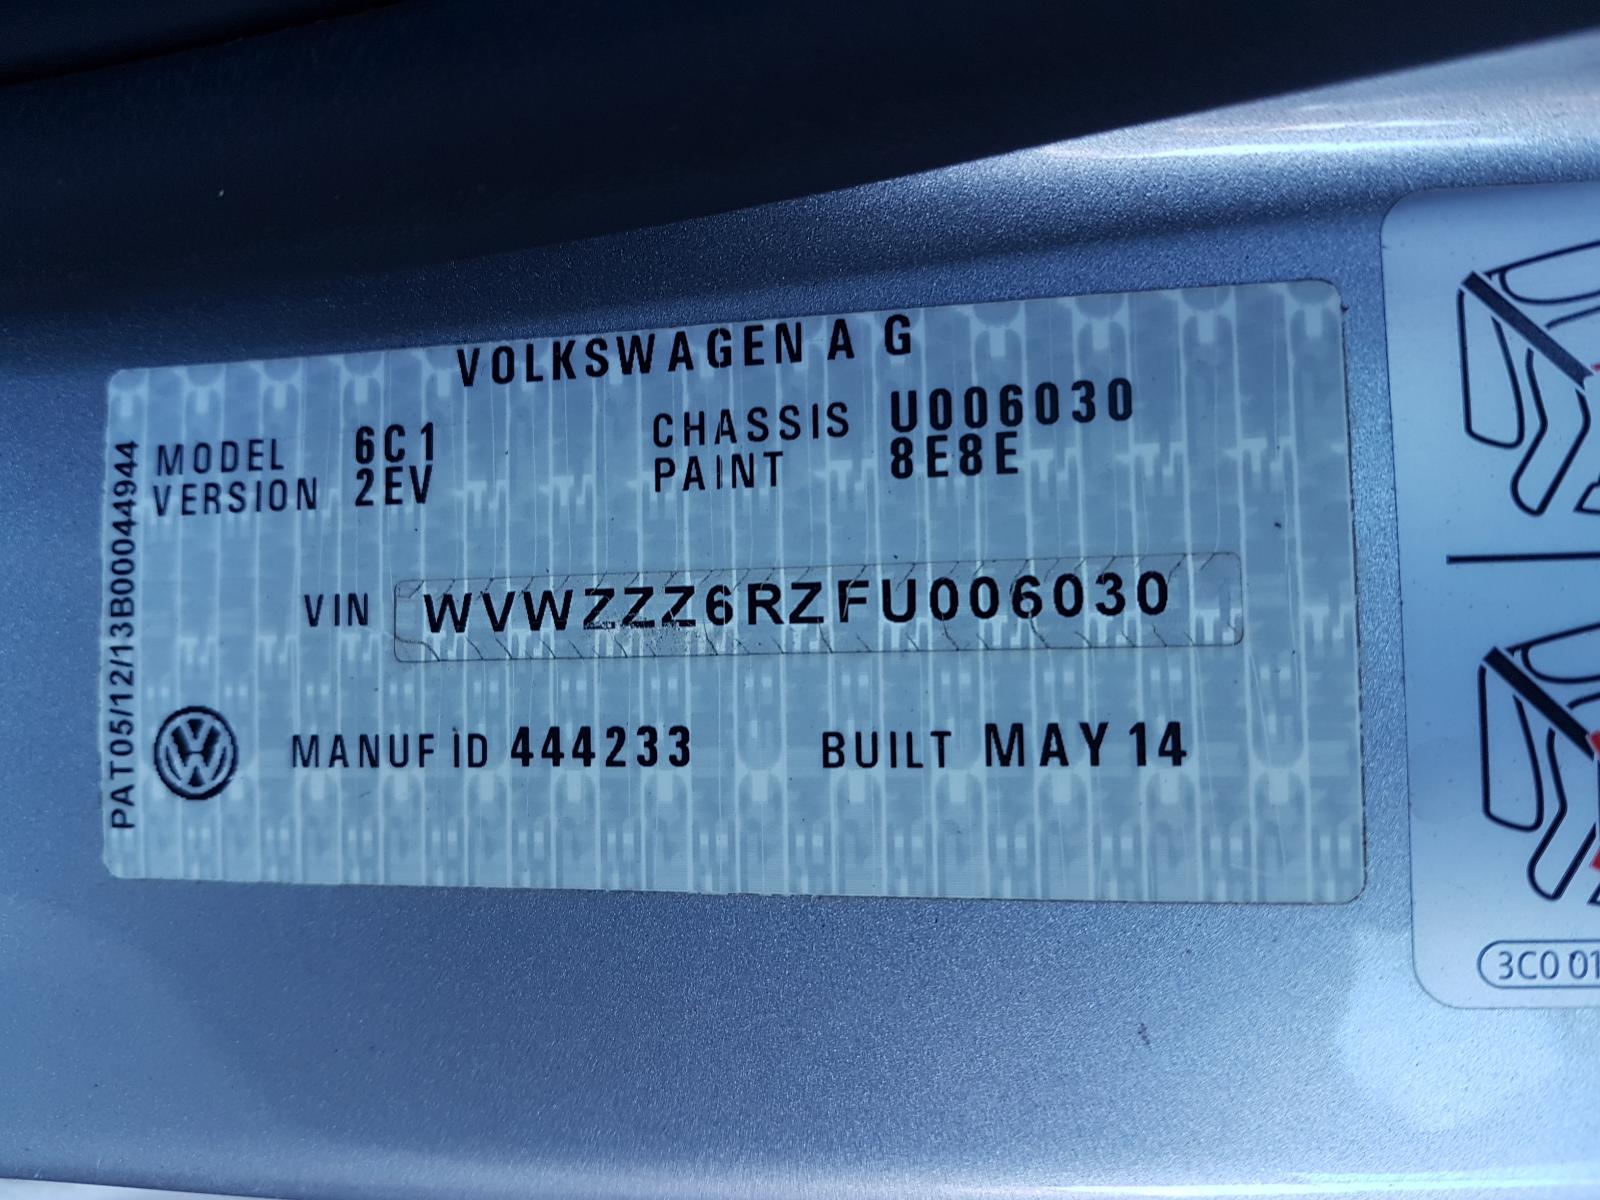 VOLKSWAGEN A G
MODEL 6C1 CHASSIS U006030
VERSION 2EV PAINT 8E8E
VIN WVWZZZ6RZFU006030
MANUF ID 444233 BUILT MAY 14
PAT05/12/13B00044944
3C0 01